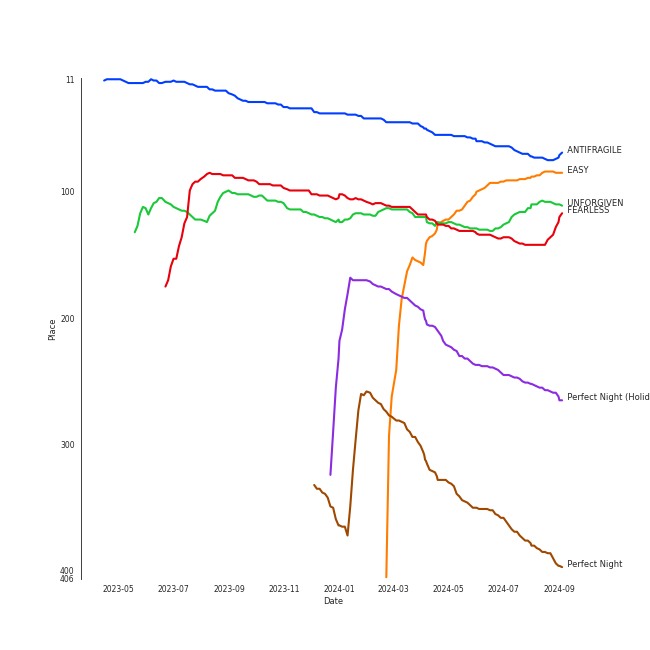 11
ANTIFRAGILE
EASY
100
UNFORGIVEN
FEARLESS
200
Place
300
Perfect Night (Holid
400
406
Perfect Night
2023-05
2023-07
2023-09
2023-11
2024-01
2024-03
2024-05
2024-07
2024-09
Date